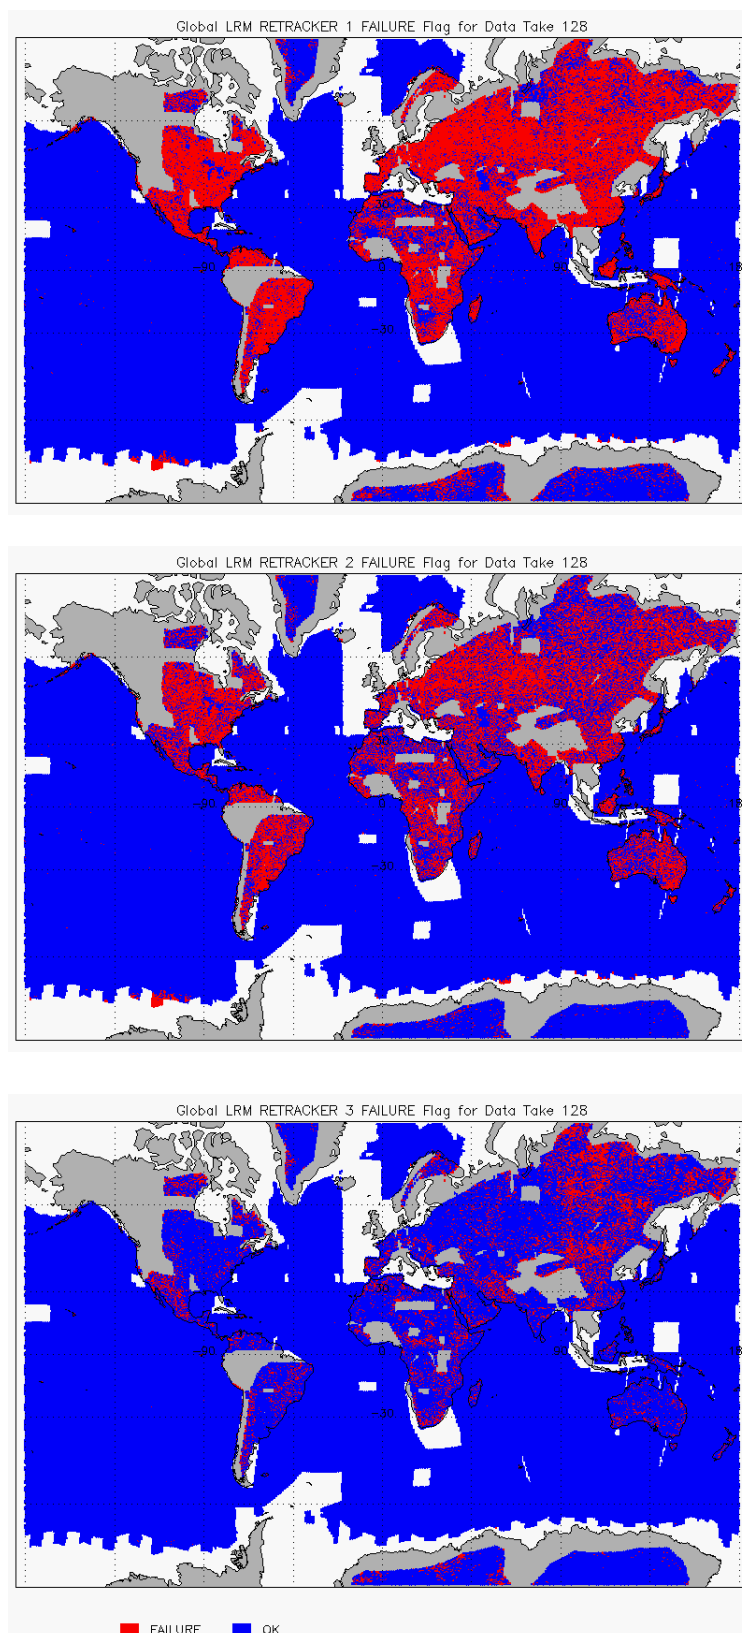 Global LRM RETRACKER 1 FAILURE Flag for Data Take 128
Global LRM RETRACKER 2 FAILURE Flag for Data Take 128
Global LRM RETRACKER 3 FAILURE Flag for Data Take 128
FAILURE OK